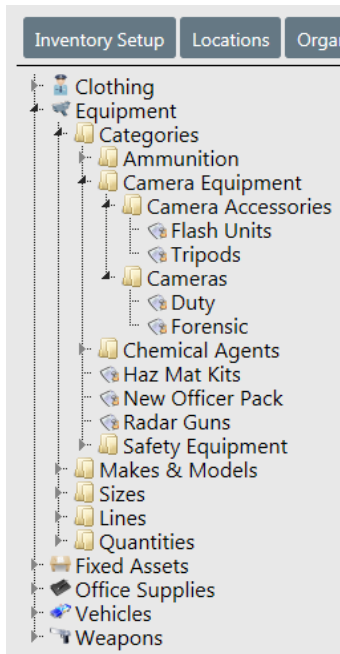 Inventory Setup Locations Orga
Clothing
Equipment
Categories
Ammunition
Camera Equipment
Camera Accessories
Flash Units
Tripods
Cameras
Duty
Forensic
Chemical Agents
Haz Mat Kits
New Officer Pack
Radar Guns
Safety Equipment
Makes & Models
Sizes
Lines
Quantities
Fixed Assets
Office Supplies
Vehicles
Weapons